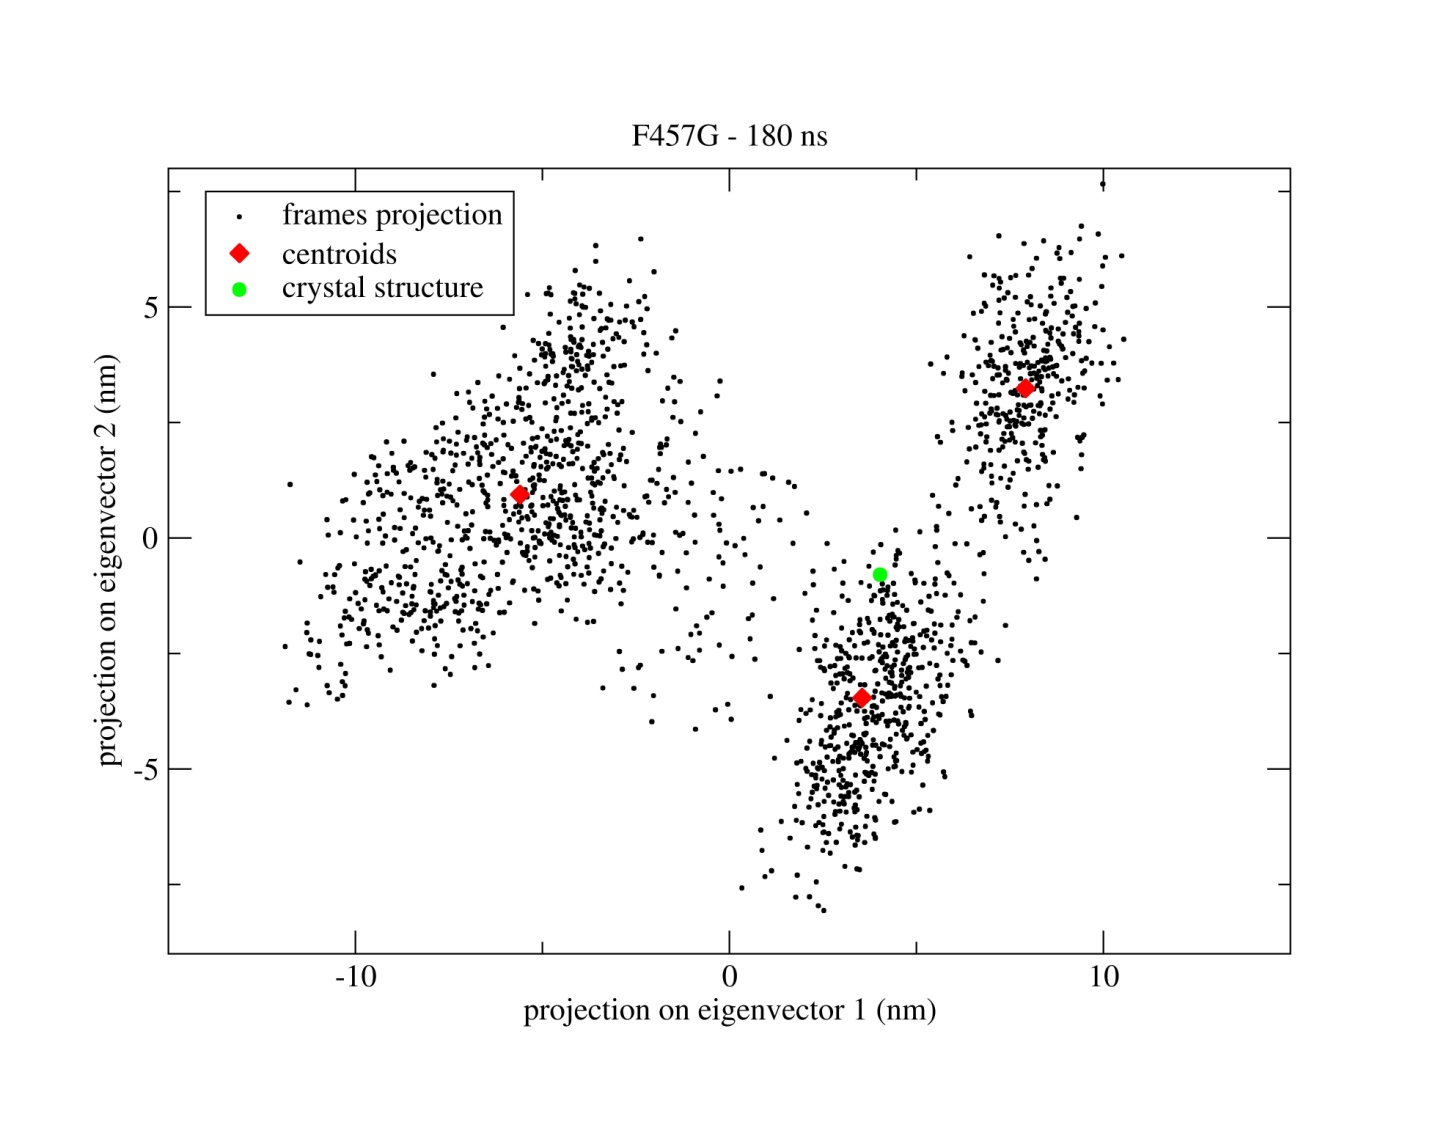 F457G - 180 ns
frames projection
centroids
crystal structure
5
0
-5
projection on eigenvector 2 (nm)
-10
0
10
projection on eigenvector 1 (nm)